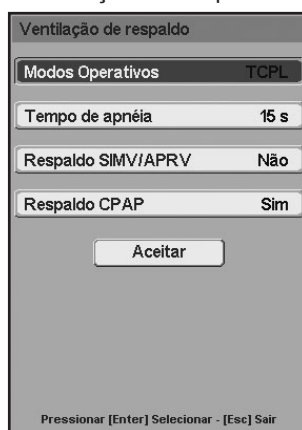 Ventilação de respaldo
Modos Operativos TCPL
Tempo de apnéia 15 s
Respaldo SIMV/APRV Não
Respaldo CPAP Sim
Aceitar
Pressionar [Enter] Selecionar - [Esc] Sair